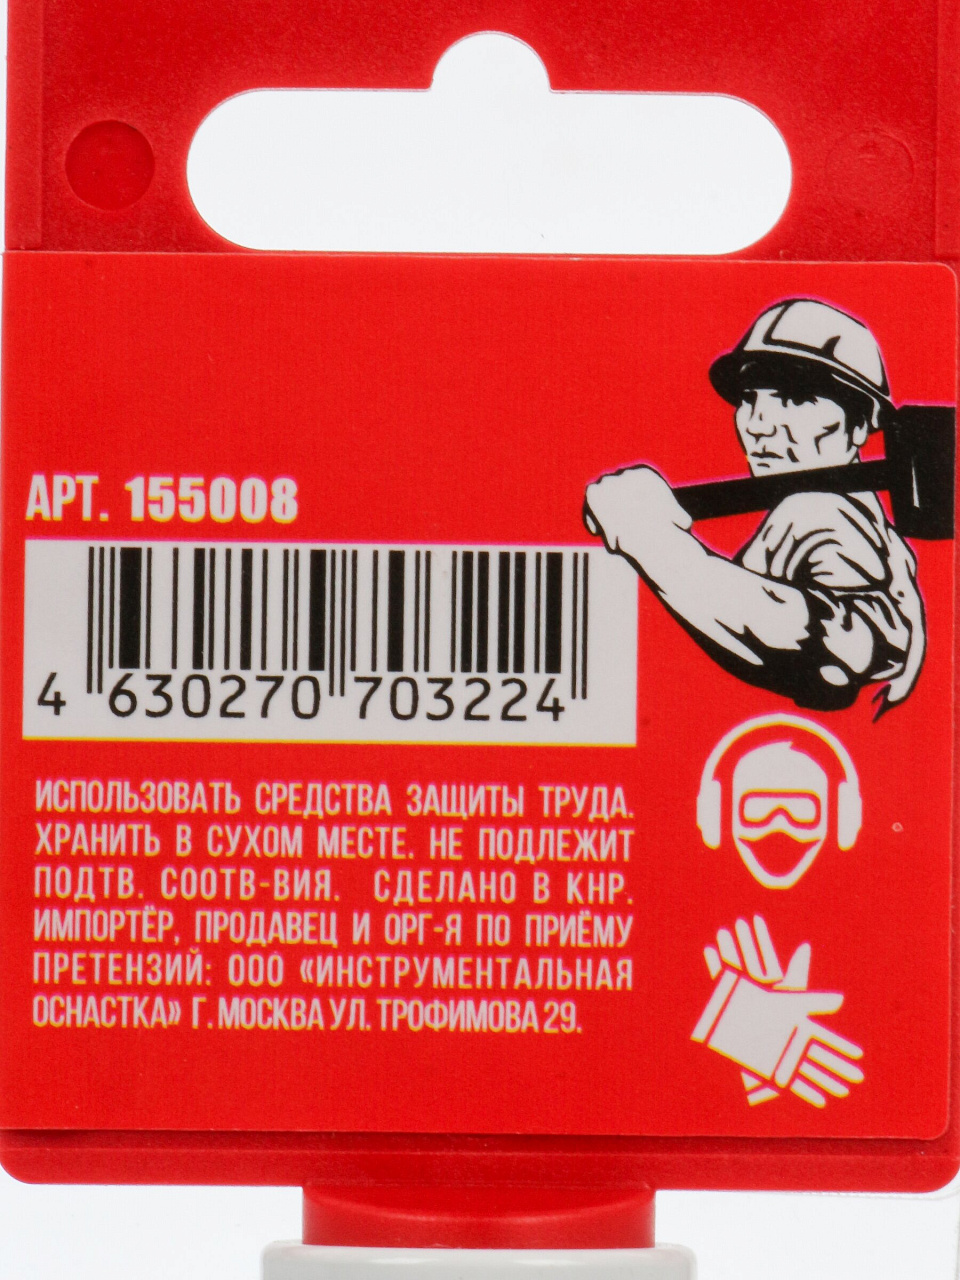 АРТ. 155008
4 630270 703224
ИСПОЛЬЗОВАТЬ СРЕДСТВА ЗАЩИТЫ ТРУДА.
ХРАНИТЬ В СУХОМ МЕСТЕ. НЕ ПОДЛЕЖИТ
ПОДТВ. СООТВ-ВИЯ. СДЕЛАНО В КНР.
ИМПОРТЁР, ПРОДАВЕЦ И ОРГ-Я ПО ПРИЁМУ
ПРЕТЕНЗИЙ: ООО «ИНСТРУМЕНТАЛЬНАЯ
ОСНАСТКА» Г. МОСКВА УЛ. ТРОФИМОВА 29.